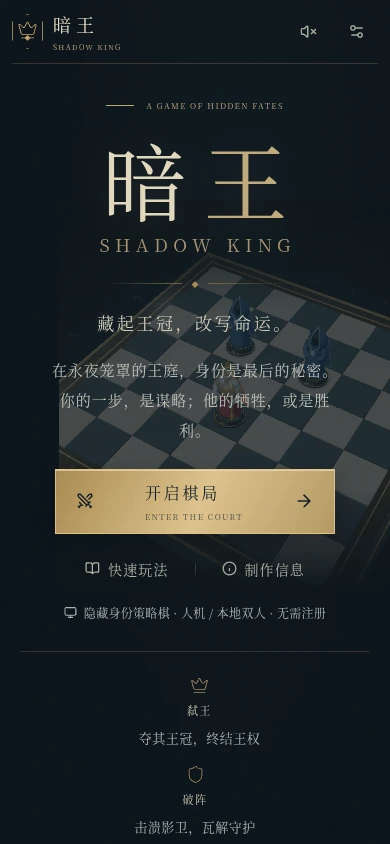 暗王
SHADOW KING
A GAME OF HIDDEN FATES
暗王
SHADOW KING
藏起王冠，改写命运。
在永夜笼罩的王庭，身份是最后的秘密。
你的一步，是谋略；他的牺牲，或是胜
利。
开启棋局
ENTER THE COURT
快速玩法
制作信息
隐藏身份策略棋 · 人机 / 本地双人 · 无需注册
弑王
夺其王冠，终结王权
破阵
击溃影卫，瓦解守护